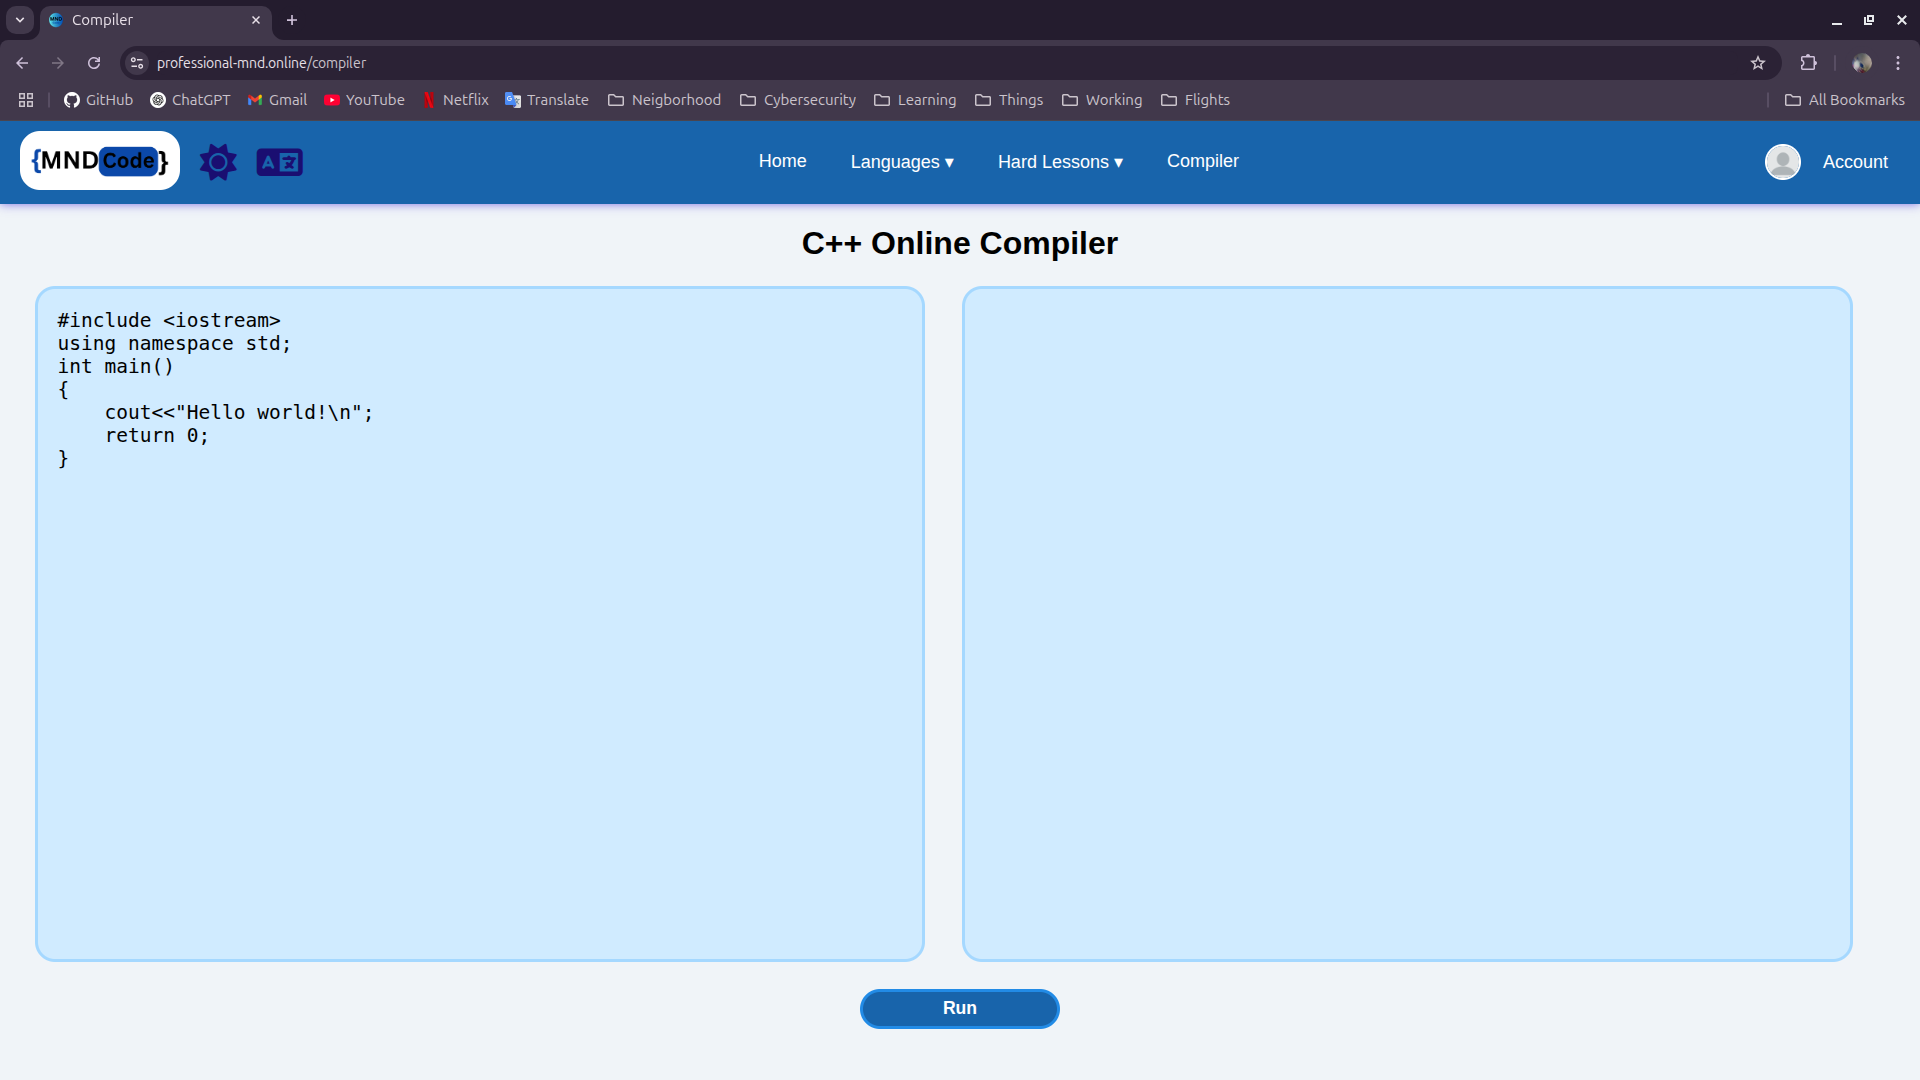 Compiler
professional-mnd.online/compiler
GitHub ChatGPT Gmail YouTube Netflix Translate Neigborhood Cybersecurity Learning Things Working Flights All Bookmarks
{MNDCode} A文 Home Languages ▾ Hard Lessons ▾ Compiler Account
C++ Online Compiler
#include <iostream>
using namespace std;
int main()
{
    cout<<"Hello world!\n";
    return 0;
}
Run